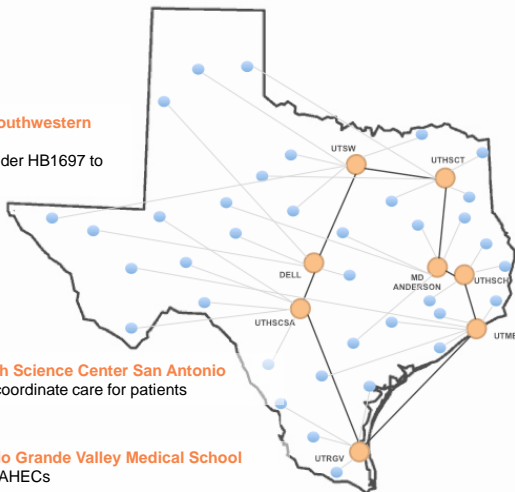 outhwestern
der HB1697 to
UTSW
UTHSCT
DELL
MD
ANDERSON
UTHSCH
UTHSCSA
UTMB
h Science Center San Antonio
coordinate care for patients
io Grande Valley Medical School
UTRGV
AHECs